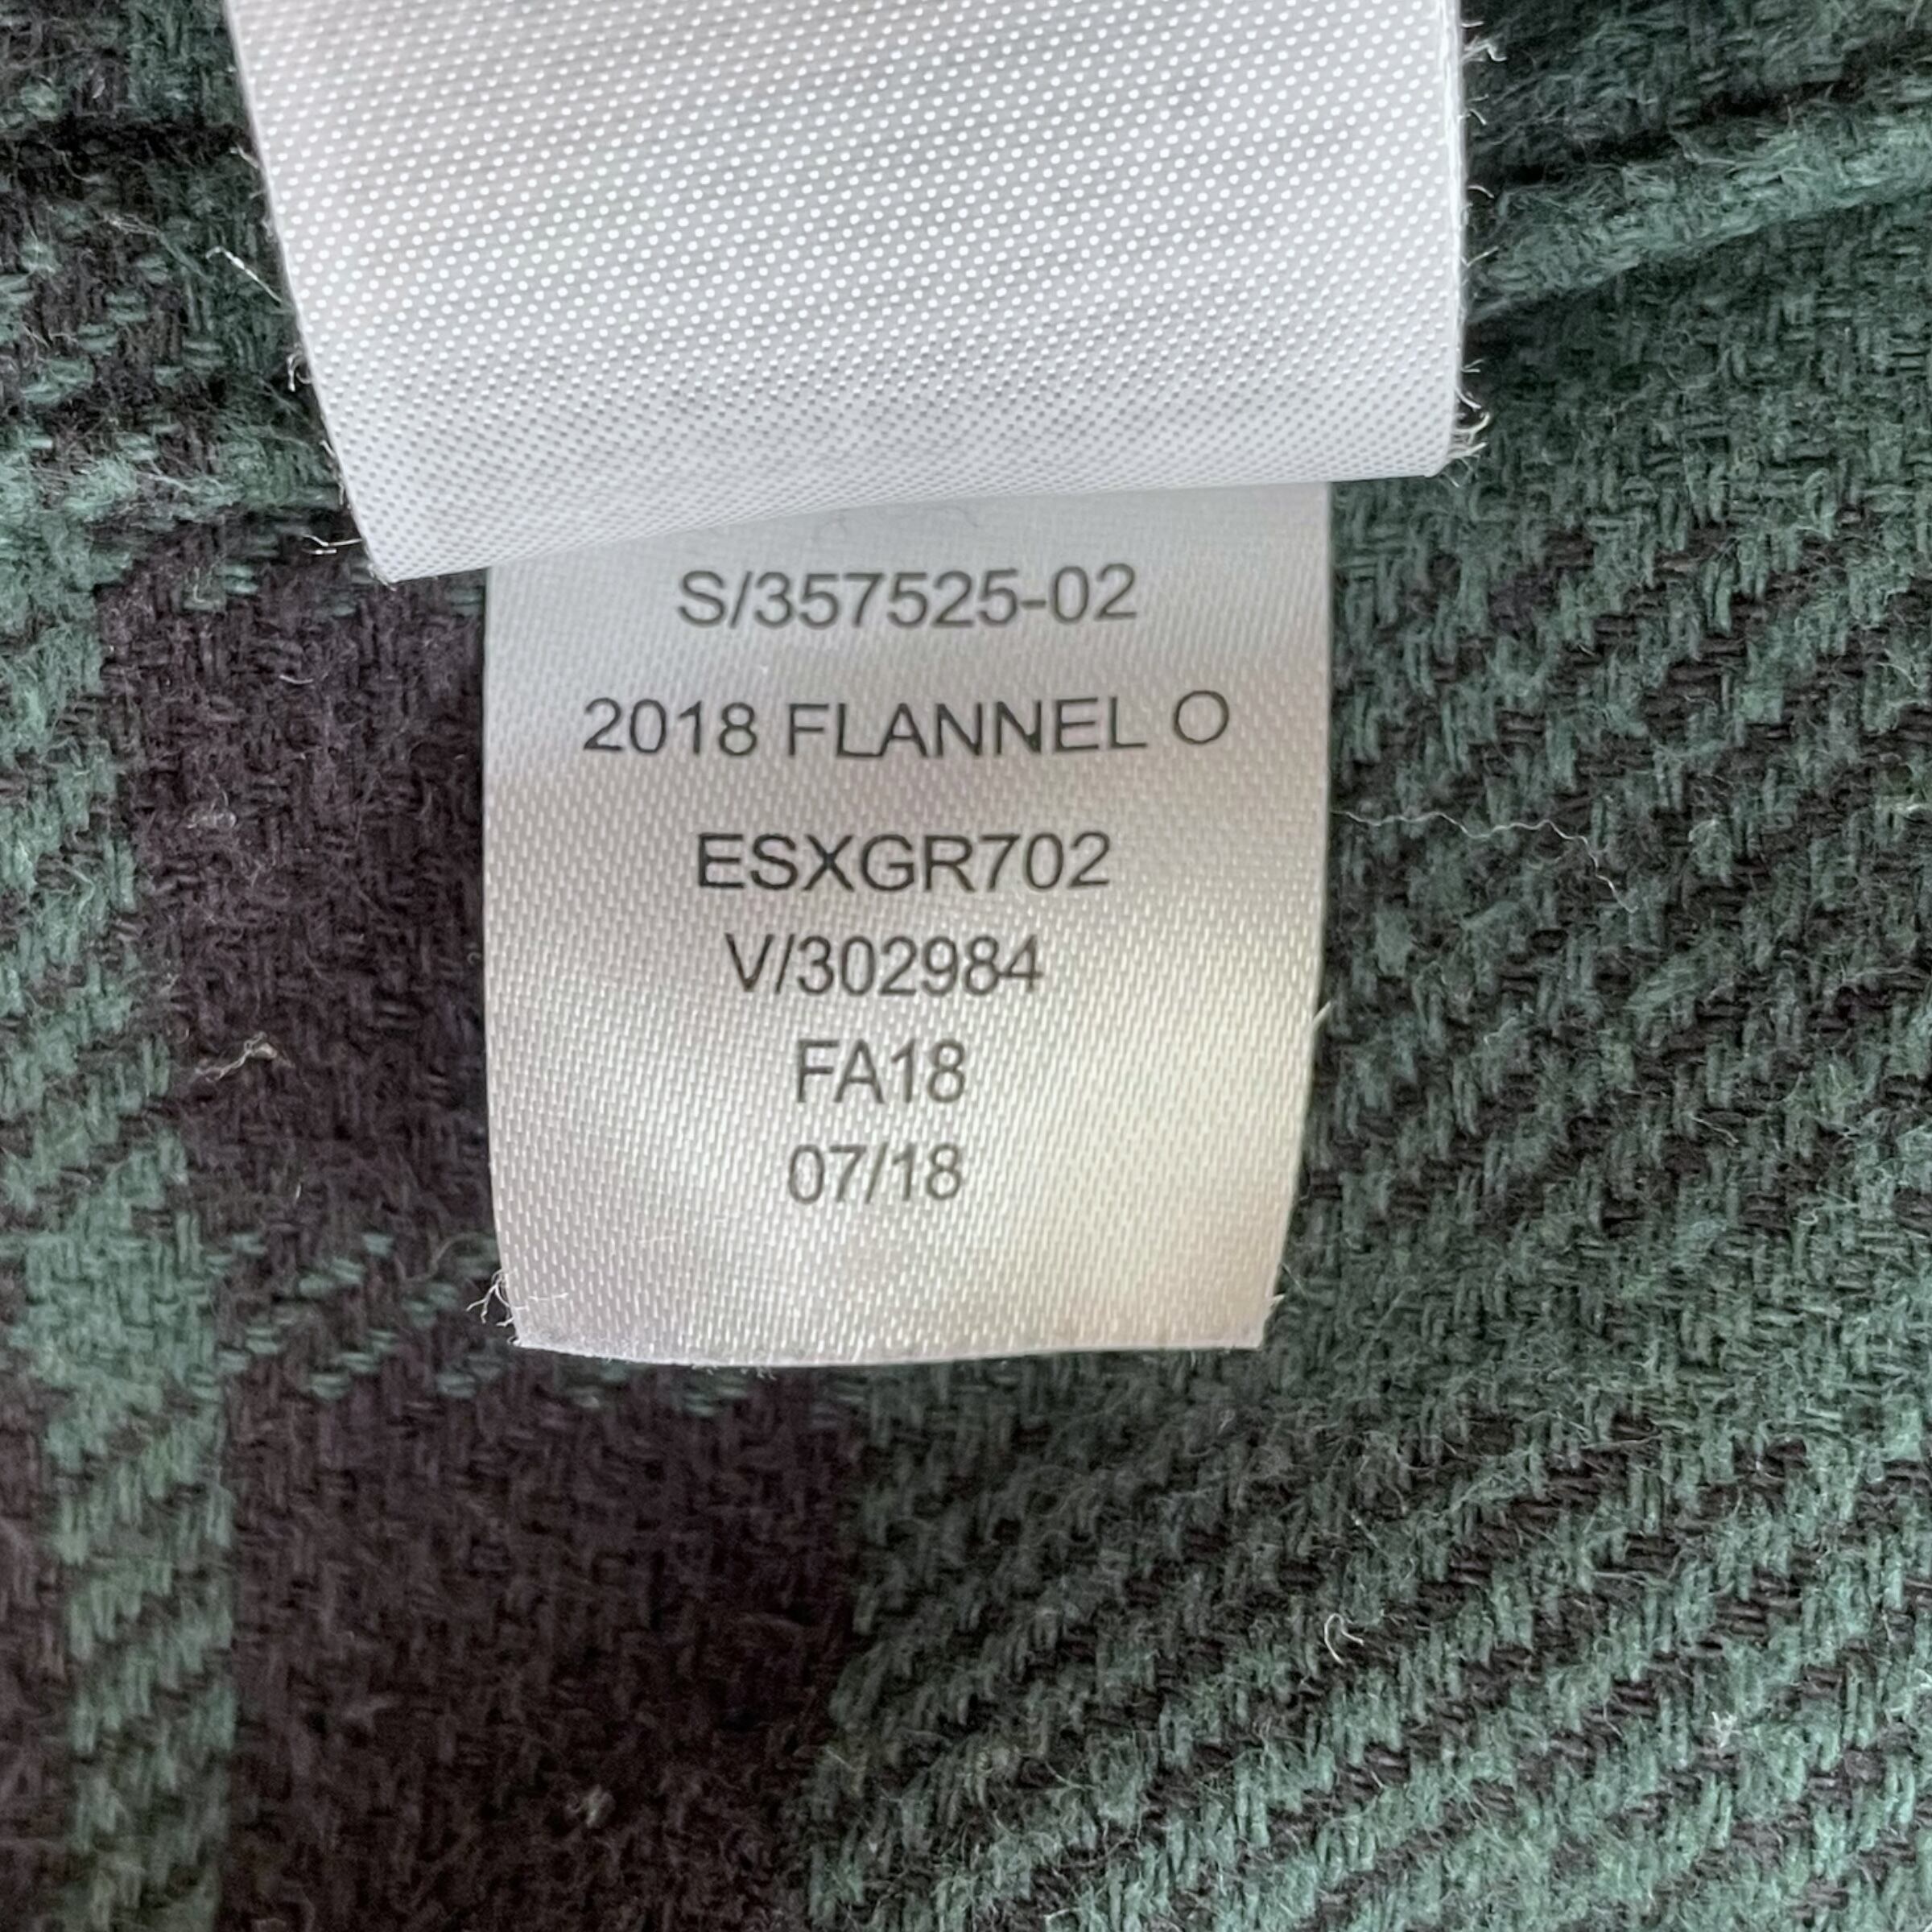 S/357525-02
2018 FLANNEL O
ESXGR702
V/302984
FA18
07/18